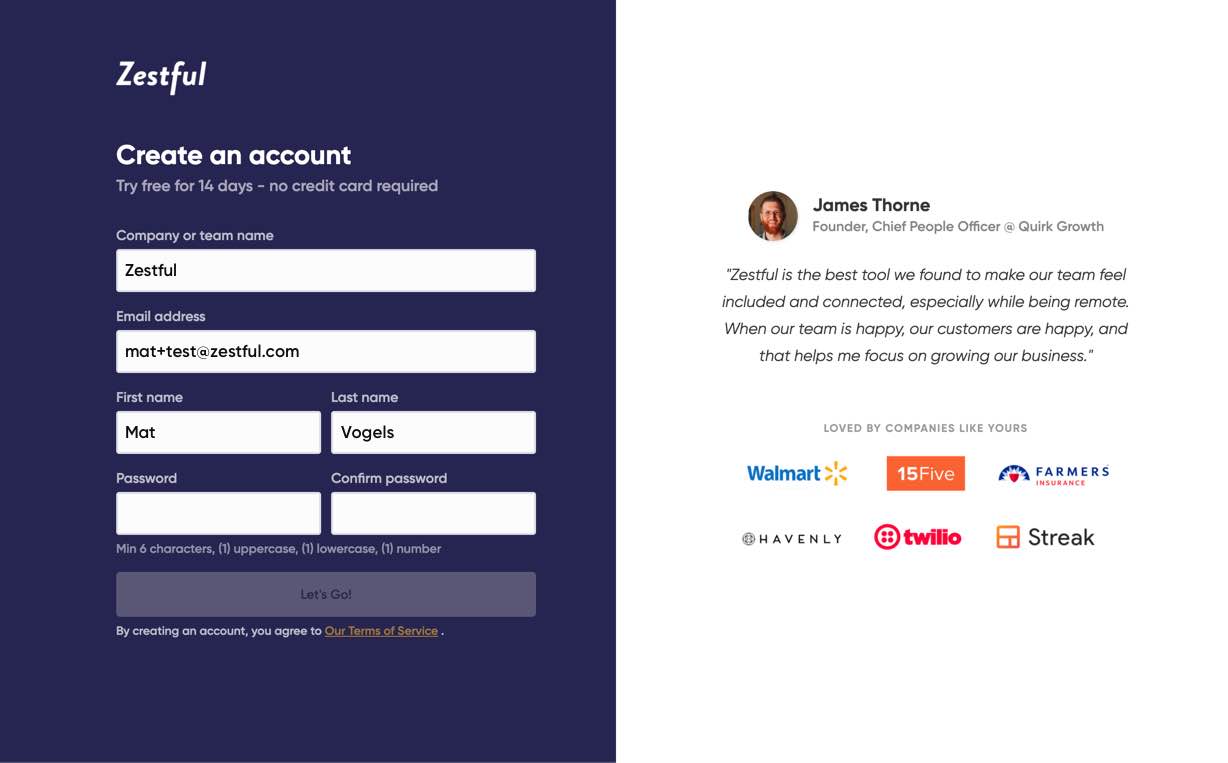 Zestful
Create an account
Try free for 14 days - no credit card required
Company or team name
Zestful
Email address
mat+test@zestful.com
First name
Last name
Mat
Vogels
Password
Confirm password
Min 6 characters, (1) uppercase, (1) lowercase, (1) number
Let's Go!
By creating an account, you agree to Our Terms of Service .
James Thorne
Founder, Chief People Officer @ Quirk Growth
"Zestful is the best tool we found to make our team feel
included and connected, especially while being remote.
When our team is happy, our customers are happy, and
that helps me focus on growing our business."
LOVED BY COMPANIES LIKE YOURS
Walmart
15Five
FARMERS
INSURANCE
HAVENLY
twilio
Streak